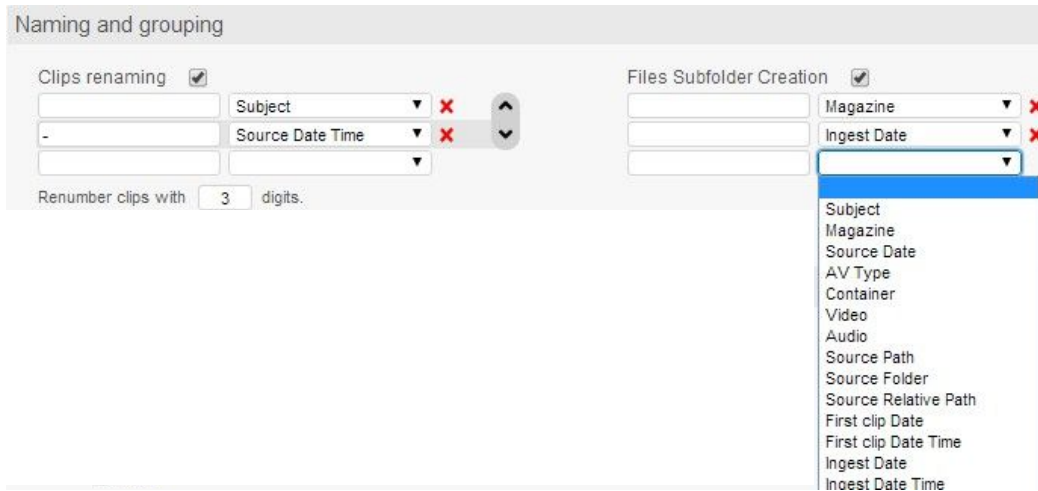 Naming and grouping
Clips renaming
Files Subfolder Creation
Subject
Magazine
-
Source Date Time
Ingest Date
Renumber clips with 3 digits.
Subject
Magazine
Source Date
AV Type
Container
Video
Audio
Source Path
Source Folder
Source Relative Path
First clip Date
First clip Date Time
Ingest Date
Ingest Date Time